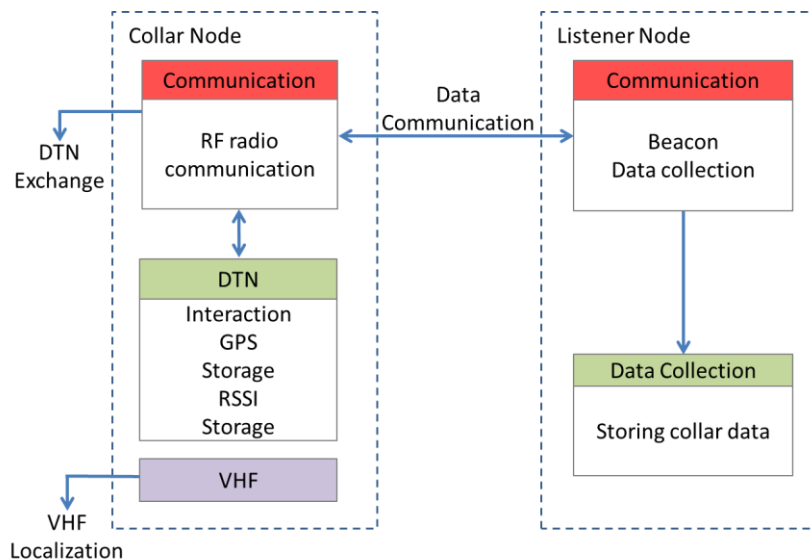 Collar Node
Communication
RF radio
communication
DTN
Exchange
DTN
Interaction
GPS
Storage
RSSI
Storage
VHF
VHF
Localization
Data
Communication
Listener Node
Communication
Beacon
Data collection
Data Collection
Storing collar data